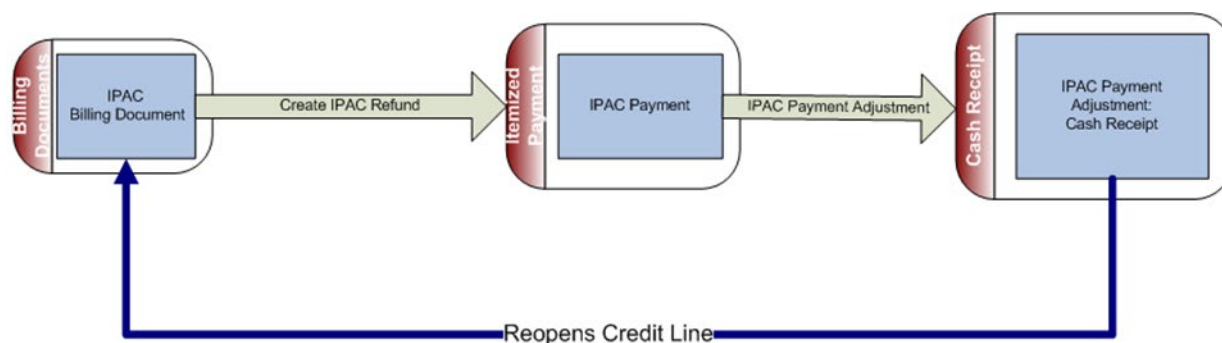 Billing
Documents
IPAC
Billing Document
Create IPAC Refund
Itemized
Payment
IPAC Payment
IPAC Payment Adjustment
Cash Receipt
IPAC Payment
Adjustment:
Cash Receipt
Reopens Credit Line